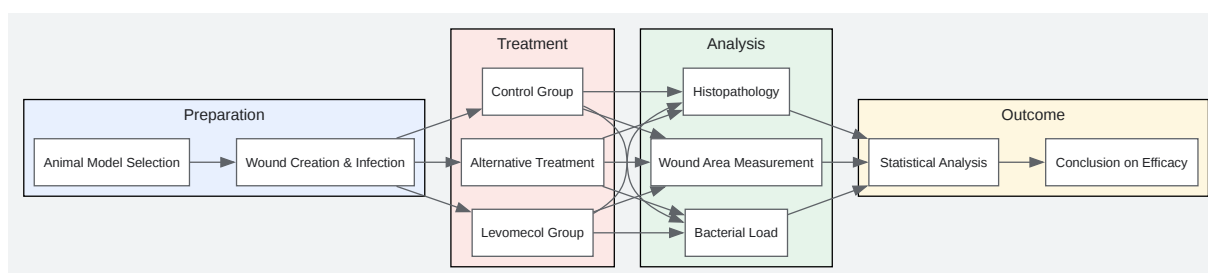 Preparation
Animal Model Selection
Wound Creation & Infection
Treatment
Control Group
Alternative Treatment
Levomecol Group
Analysis
Histopathology
Wound Area Measurement
Bacterial Load
Outcome
Statistical Analysis
Conclusion on Efficacy